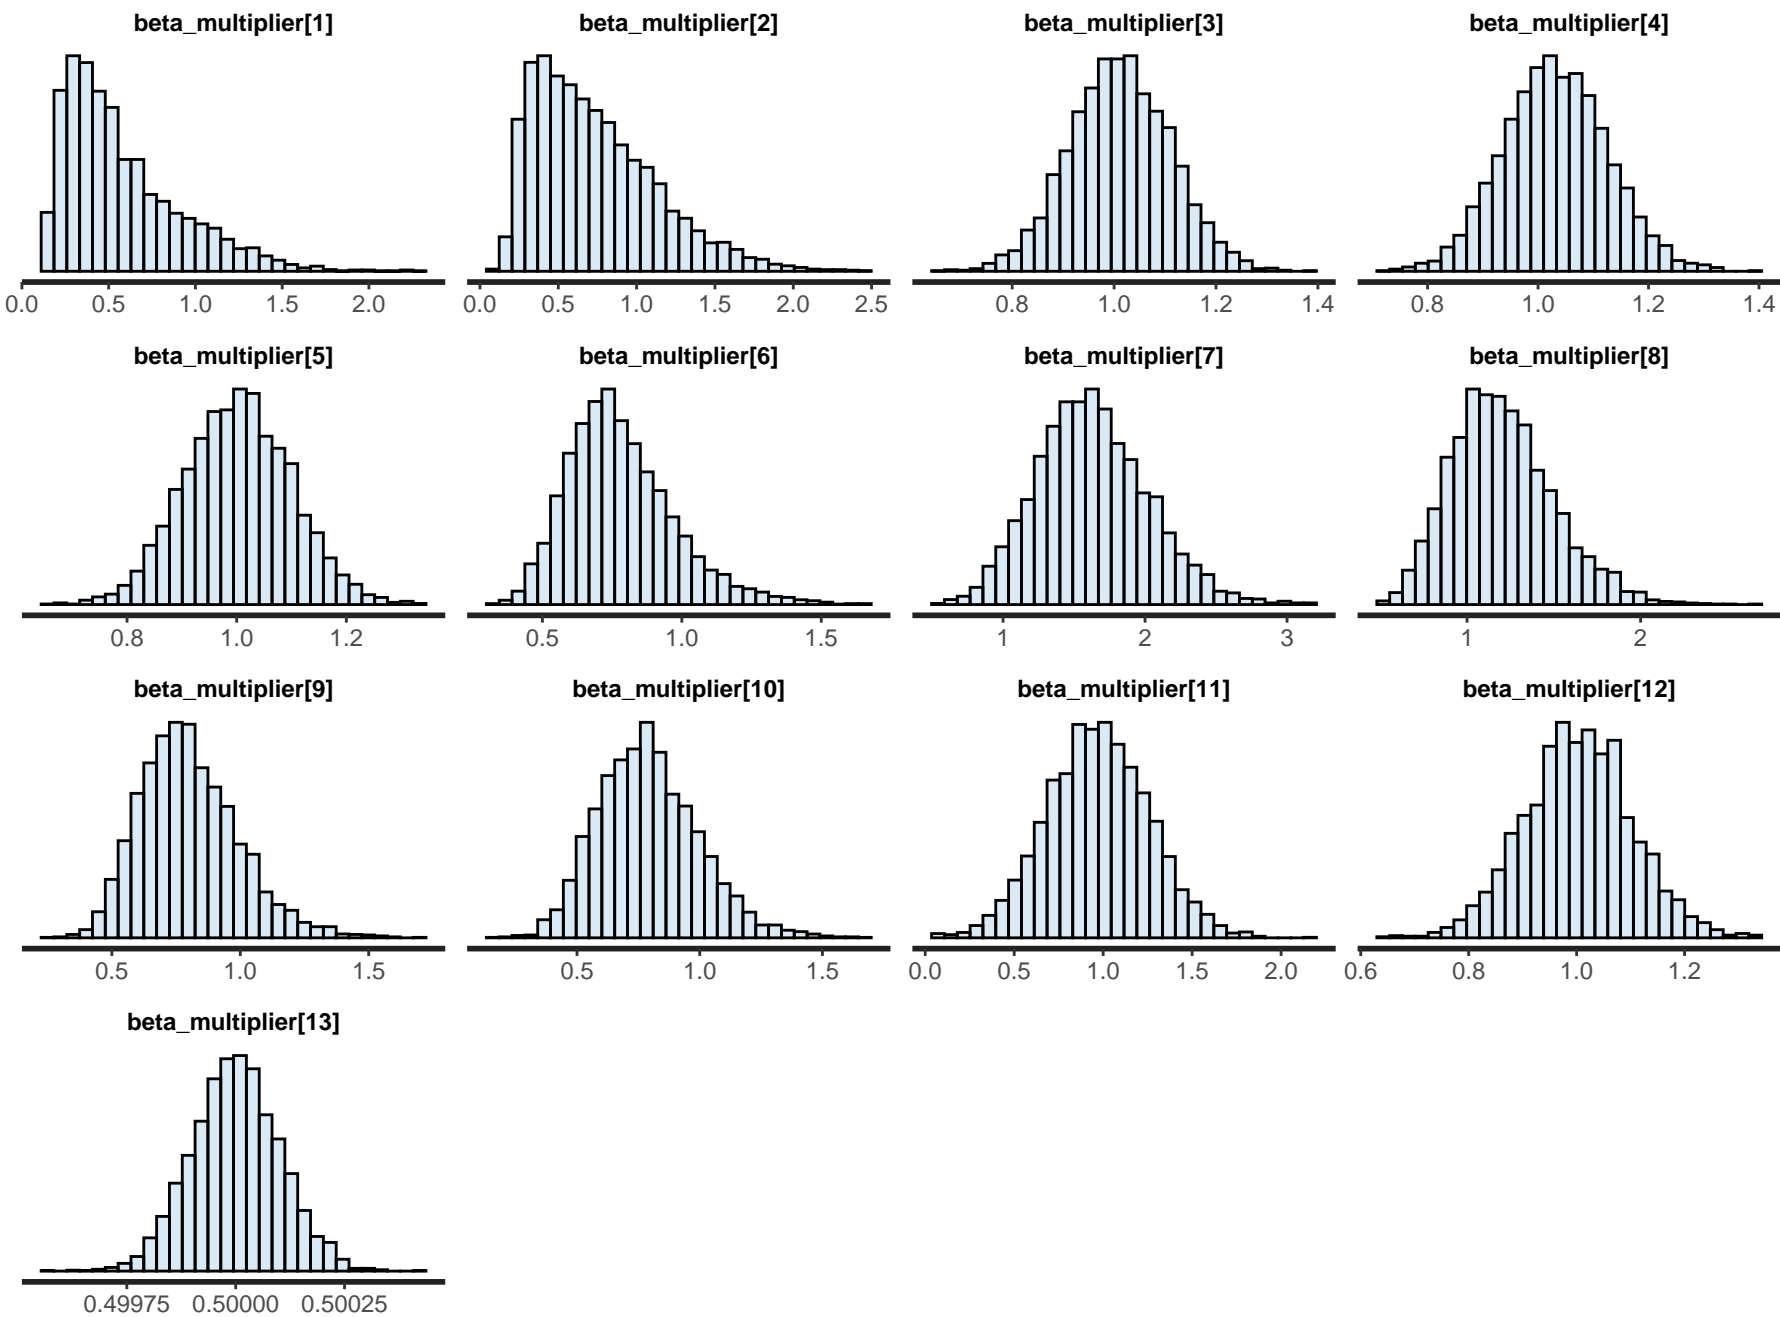 beta_multiplier[1] beta_multiplier[2] beta_multiplier[3] beta_multiplier[4]
0.0 0.5 1.0 1.5 2.0 0.0 0.5 1.0 1.5 2.0 2.5 0.8 1.0 1.2 1.4 0.8 1.0 1.2 1.4
beta_multiplier[5] beta_multiplier[6] beta_multiplier[7] beta_multiplier[8]
0.8 1.0 1.2 0.5 1.0 1.5 1 2 3 1 2
beta_multiplier[9] beta_multiplier[10] beta_multiplier[11] beta_multiplier[12]
0.5 1.0 1.5 0.5 1.0 1.5 0.0 0.5 1.0 1.5 2.0 0.6 0.8 1.0 1.2
beta_multiplier[13]
0.49975 0.50000 0.50025